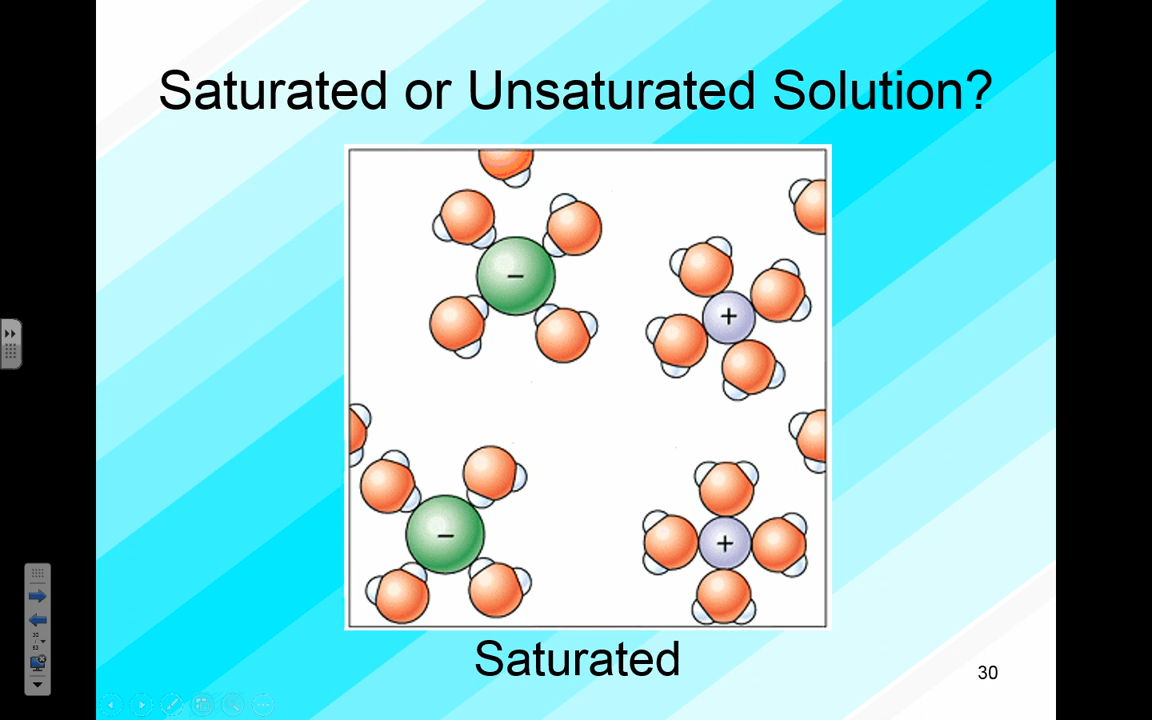 Saturated or Unsaturated Solution?
−
+
−
+
Saturated
30